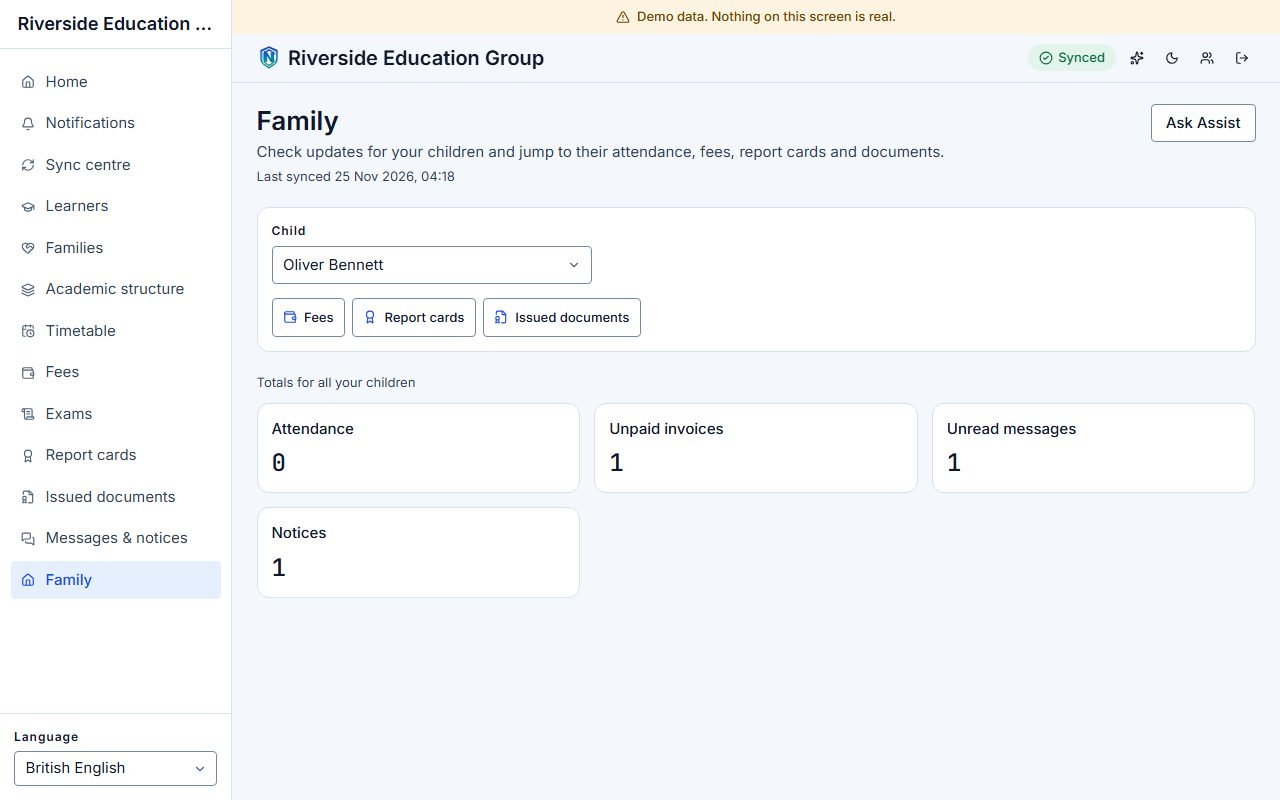 Riverside Education ...
Home
Notifications
Sync centre
Learners
Families
Academic structure
Timetable
Fees
Exams
Report cards
Issued documents
Messages & notices
Family
Language
British English
Demo data. Nothing on this screen is real.
Riverside Education Group
Synced
Family
Ask Assist
Check updates for your children and jump to their attendance, fees, report cards and documents.
Last synced 25 Nov 2026, 04:18
Child
Oliver Bennett
Fees
Report cards
Issued documents
Totals for all your children
Attendance
0
Unpaid invoices
1
Unread messages
1
Notices
1